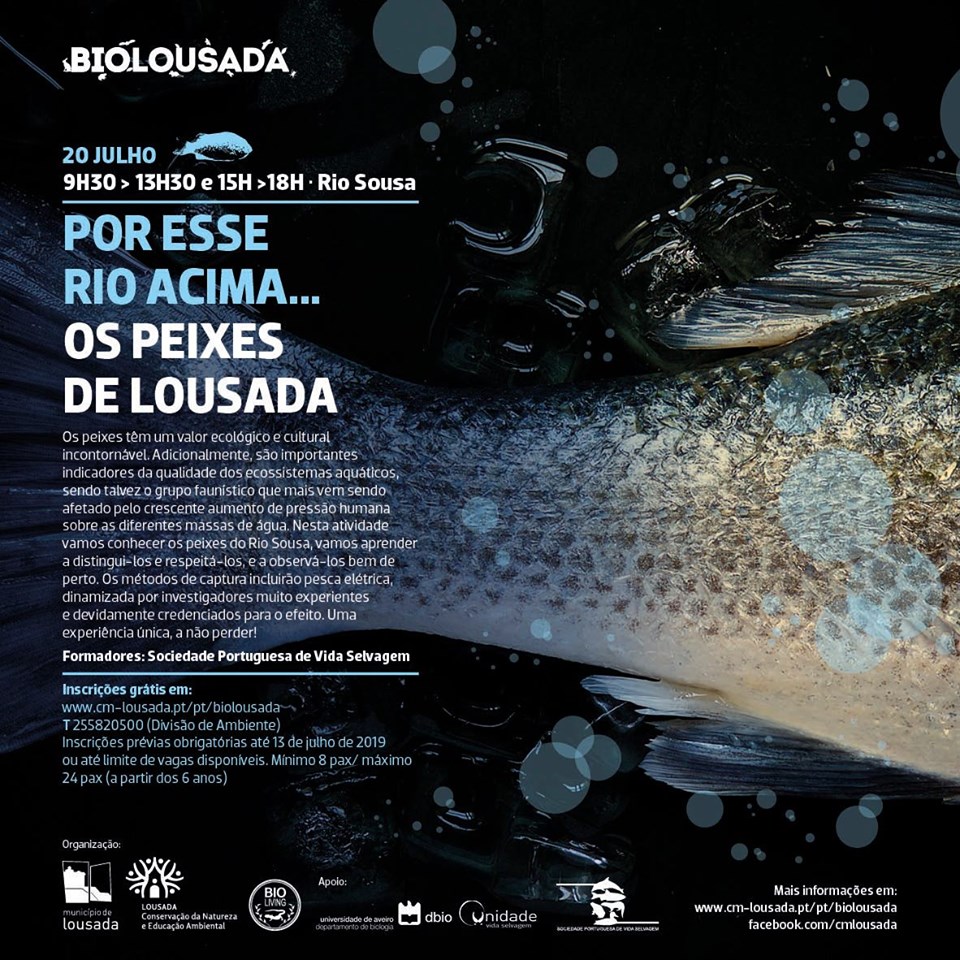 BIOLOUSADA
20 JULHO
9H30 > 13H30 e 15H >18H · Rio Sousa
POR ESSE
RIO ACIMA...
OS PEIXES
DE LOUSADA
Os peixes têm um valor ecológico e cultural
incontornável. Adicionalmente, são importantes
indicadores da qualidade dos ecossistemas aquáticos,
sendo talvez o grupo faunístico que mais vem sendo
afetado pelo crescente aumento de pressão humana
sobre as diferentes massas de água. Nesta atividade
vamos conhecer os peixes do Rio Sousa, vamos aprender
a distingui-los e respeitá-los, e a observá-los bem de
perto. Os métodos de captura incluirão pesca elétrica,
dinamizada por investigadores muito experientes
e devidamente credenciados para o efeito. Uma
experiência única, a não perder!
Formadores: Sociedade Portuguesa de Vida Selvagem
Inscrições grátis em:
www.cm-lousada.pt/pt/biolousada
T 255820500 (Divisão de Ambiente)
Inscrições prévias obrigatórias até 13 de julho de 2019
ou até limite de vagas disponíveis. Mínimo 8 pax/ máximo
24 pax (a partir dos 6 anos)
Organização:
município de
lousada
LOUSADA
Conservação da Natureza
e Educação Ambiental
BIO
LIVING
Apoio:
universidade de aveiro
departamento de biologia
dbio
Unidade
vida selvagem
SOCIEDADE PORTUGUESA DE VIDA SELVAGEM
Mais informações em:
www.cm-lousada.pt/pt/biolousada
facebook.com/cmlousada